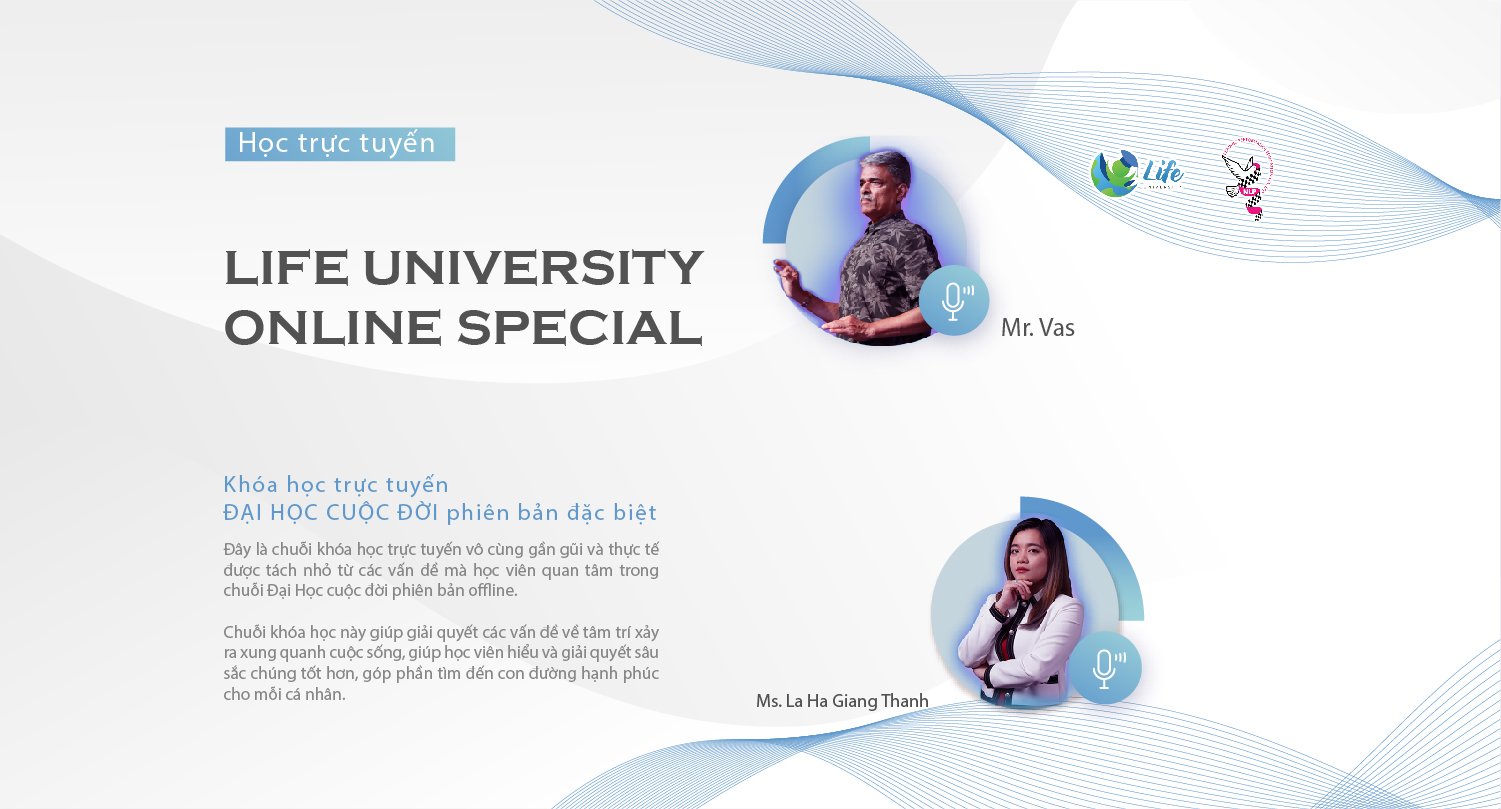 Học trực tuyến
LIFE UNIVERSITY
ONLINE SPECIAL
Mr. Vas
Life
UNIVERSITY
NLP
Khóa học trực tuyến
ĐẠI HỌC CUỘC ĐỜI phiên bản đặc biệt
Đây là chuỗi khóa học trực tuyến vô cùng gần gũi và thực tế
được tách nhỏ từ các vấn đề mà học viên quan tâm trong
chuỗi Đại Học cuộc đời phiên bản offline.
Chuỗi khóa học này giúp giải quyết các vấn đề về tâm trí xảy
ra xung quanh cuộc sống, giúp học viên hiểu và giải quyết sâu
sắc chúng tốt hơn, góp phần tìm đến con đường hạnh phúc
cho mỗi cá nhân.
Ms. La Ha Giang Thanh